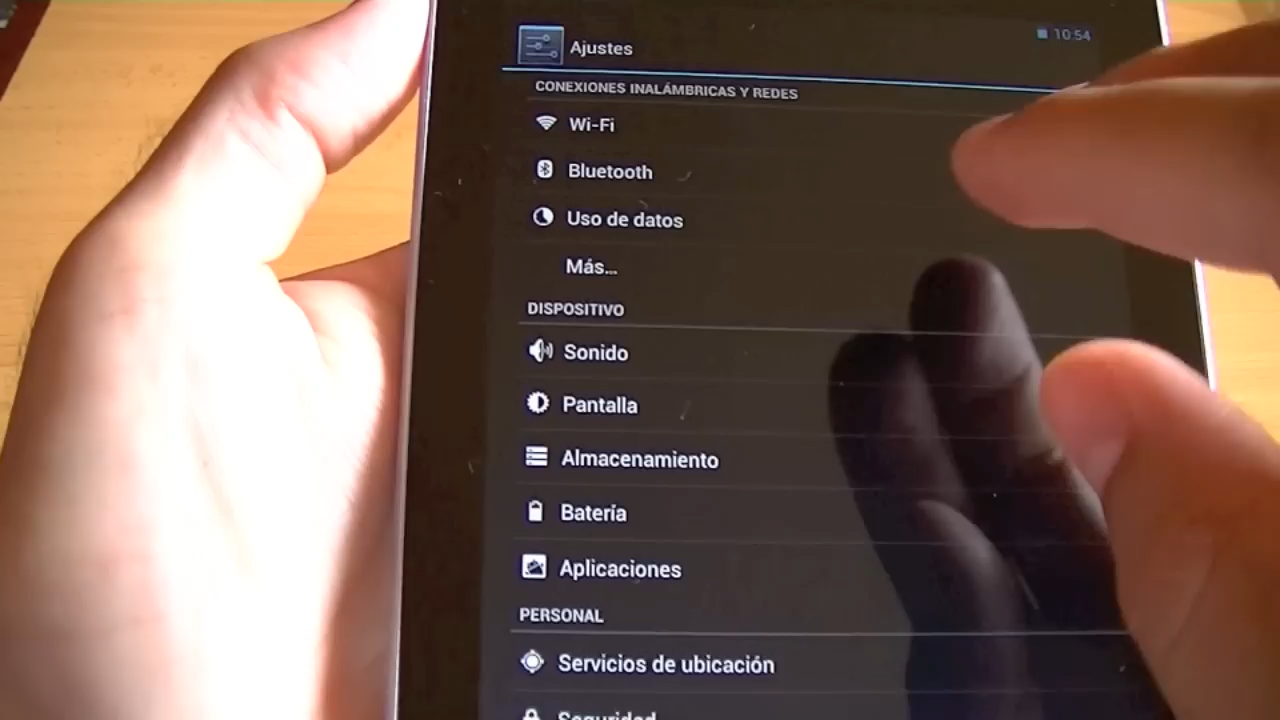 Ajustes
10:54
CONEXIONES INALÁMBRICAS Y REDES
Wi-Fi
Bluetooth
Uso de datos
Más...
DISPOSITIVO
Sonido
Pantalla
Almacenamiento
Batería
Aplicaciones
PERSONAL
Servicios de ubicación
Seguridad